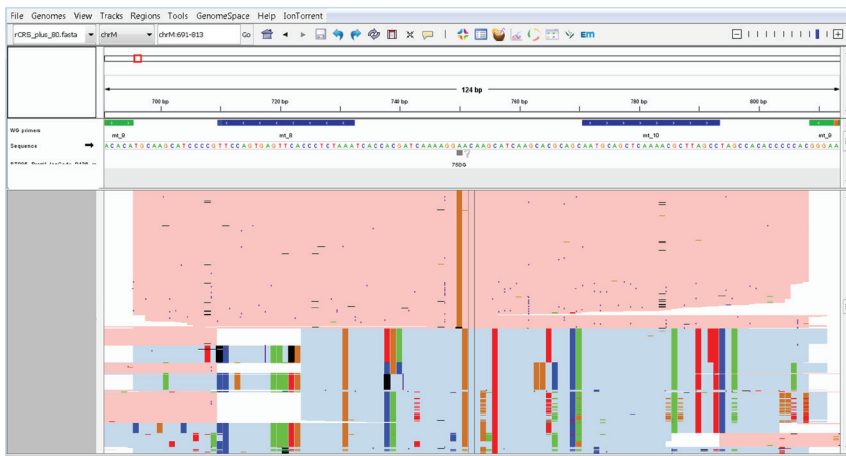 File Genomes View Tracks Regions Tools GenomeSpace Help IonTorrent
rCRS_plus_80.fasta chrM chrM:691-813 Go Em
124 bp
700 bp 720 bp 740 bp 760 bp 780 bp 800 bp
WG primers
mt_9 mt_8 mt_10 mt_9
Sequence ACACATGCAAGCATCCCCGTTCCAGTGAGTTCACCCTCTAAATCACCACGATCAAAAGGAACAAGCATCAAGCACGCAGCAATGCAGCTCAAAACGCTTAGCCTAGCCACACCCCCACGGGAA
?
750G